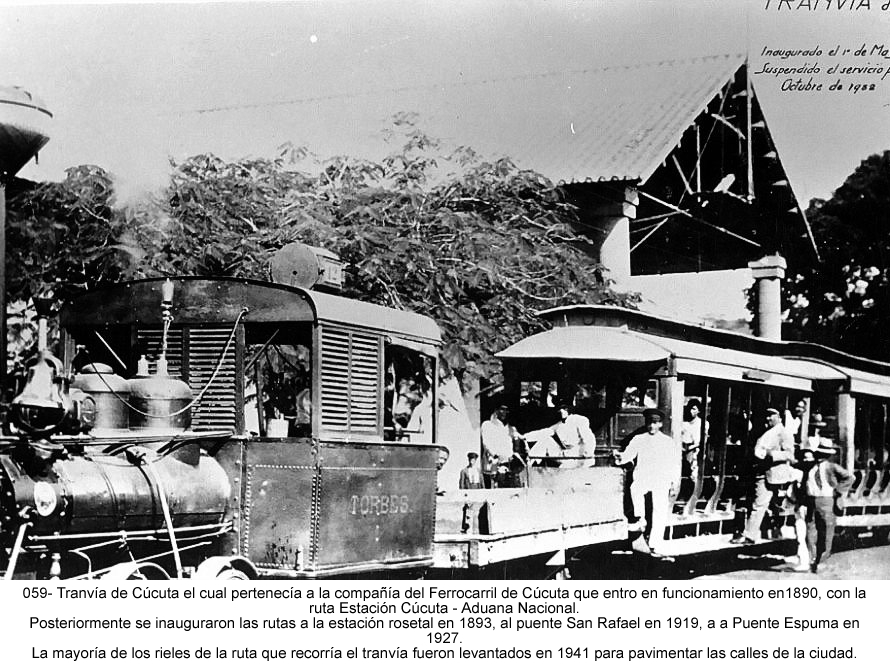 TRANVIA
Inaugurado el 1º de
Suspendido el servicio
Octubre de 1932
13
TORBES.
059- Tranvía de Cúcuta el cual pertenecía a la compañía del Ferrocarril de Cúcuta que entro en funcionamiento en1890, con la
ruta Estación Cúcuta - Aduana Nacional.
Posteriormente se inauguraron las rutas a la estación rosetal en 1893, al puente San Rafael en 1919, a a Puente Espuma en
1927.
La mayoría de los rieles de la ruta que recorría el tranvía fueron levantados en 1941 para pavimentar las calles de la ciudad.